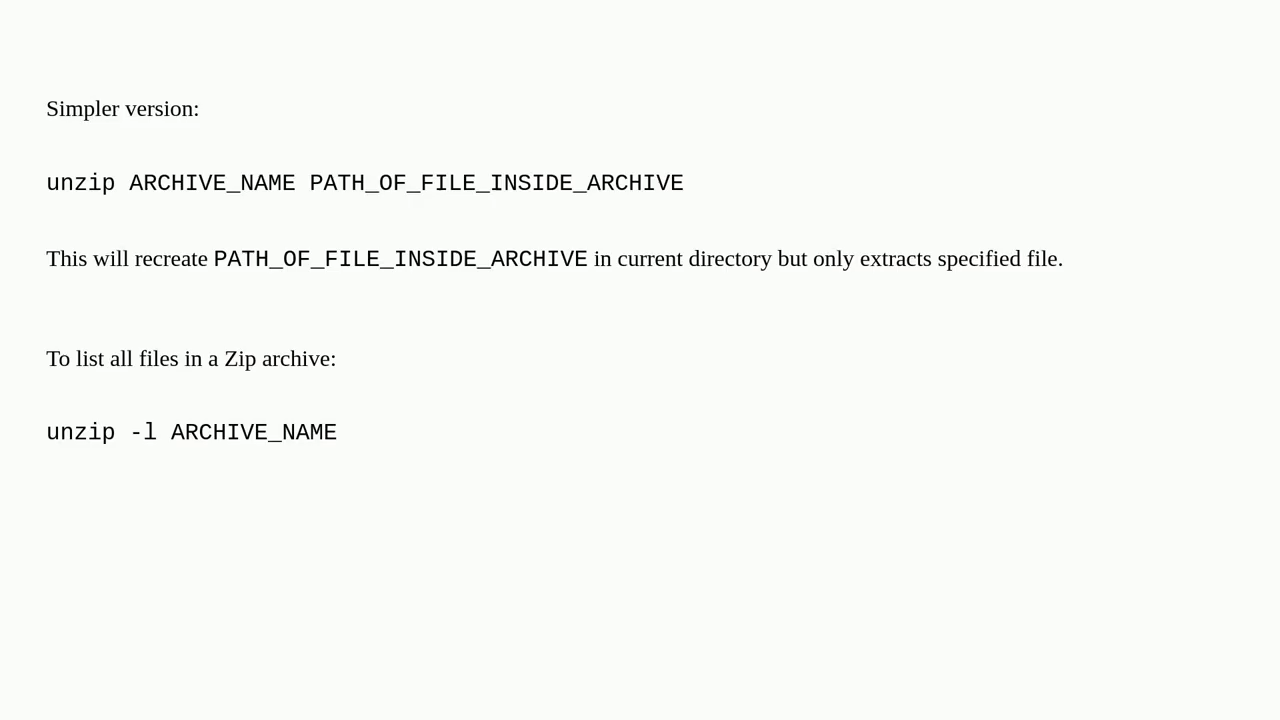 Simpler version:
unzip ARCHIVE_NAME PATH_OF_FILE_INSIDE_ARCHIVE
This will recreate PATH_OF_FILE_INSIDE_ARCHIVE in current directory but only extracts specified file.
To list all files in a Zip archive:
unzip -l ARCHIVE_NAME